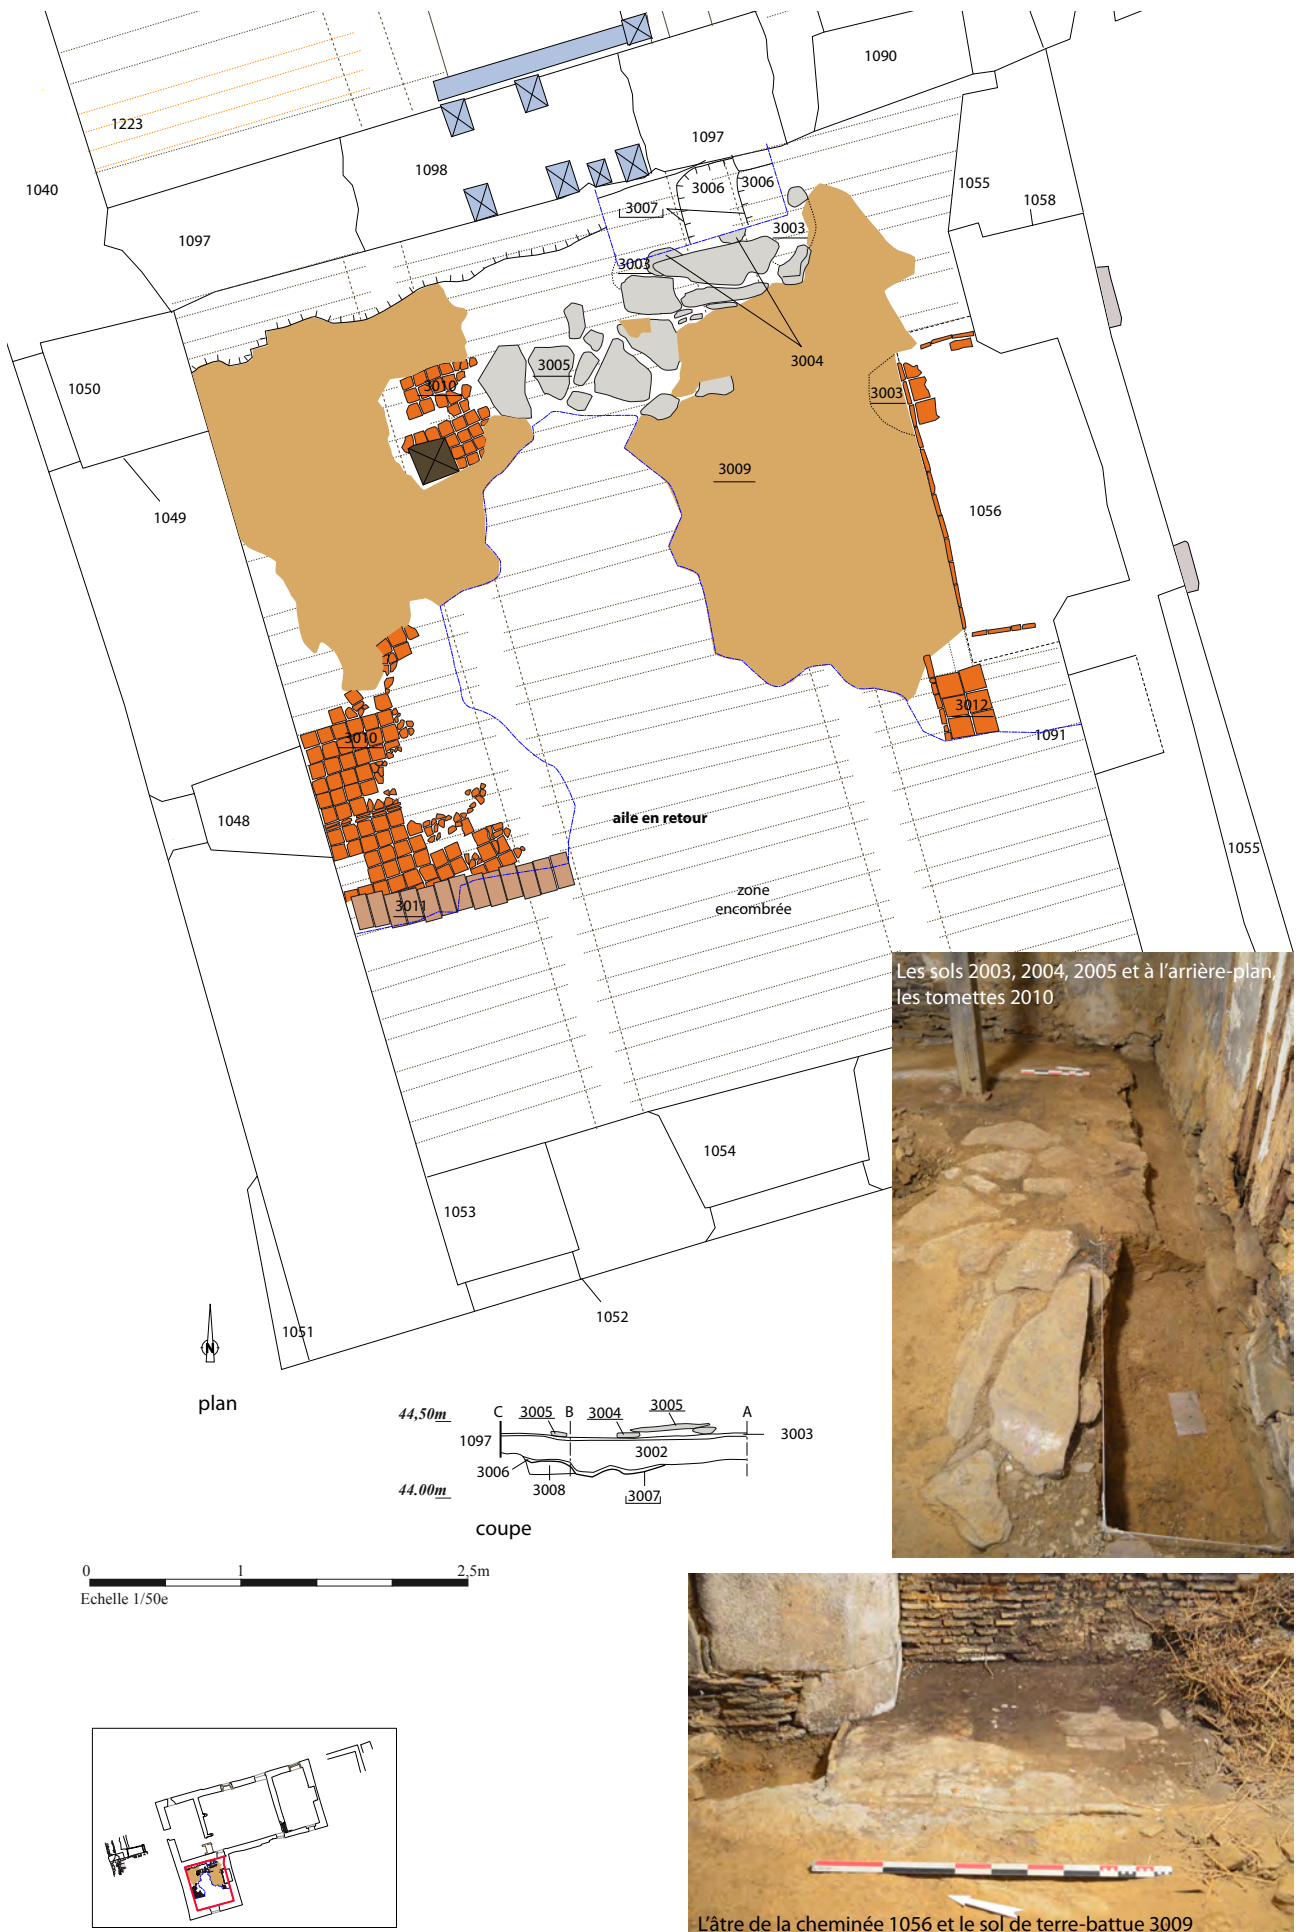 1090
1223
1097
1098
1040
3006
3006
1055
1058
3007
3003
1097
3003
3004
3005
1050
3010
3003
3009
1056
1049
3012
3010
1091
1048
aile en retour
1055
zone
encombrée
3011
Les sols 2003, 2004, 2005 et à l'arrière-plan,
les tomettes 2010
1054
1053
1052
1051
N
plan
44,50m
C
3005
B
3004
3005
A
1097
3003
3002
3006
3008
3007
44.00m
coupe
0
1
2,5m
Echelle 1/50e
L'âtre de la cheminée 1056 et le sol de terre-battue 3009